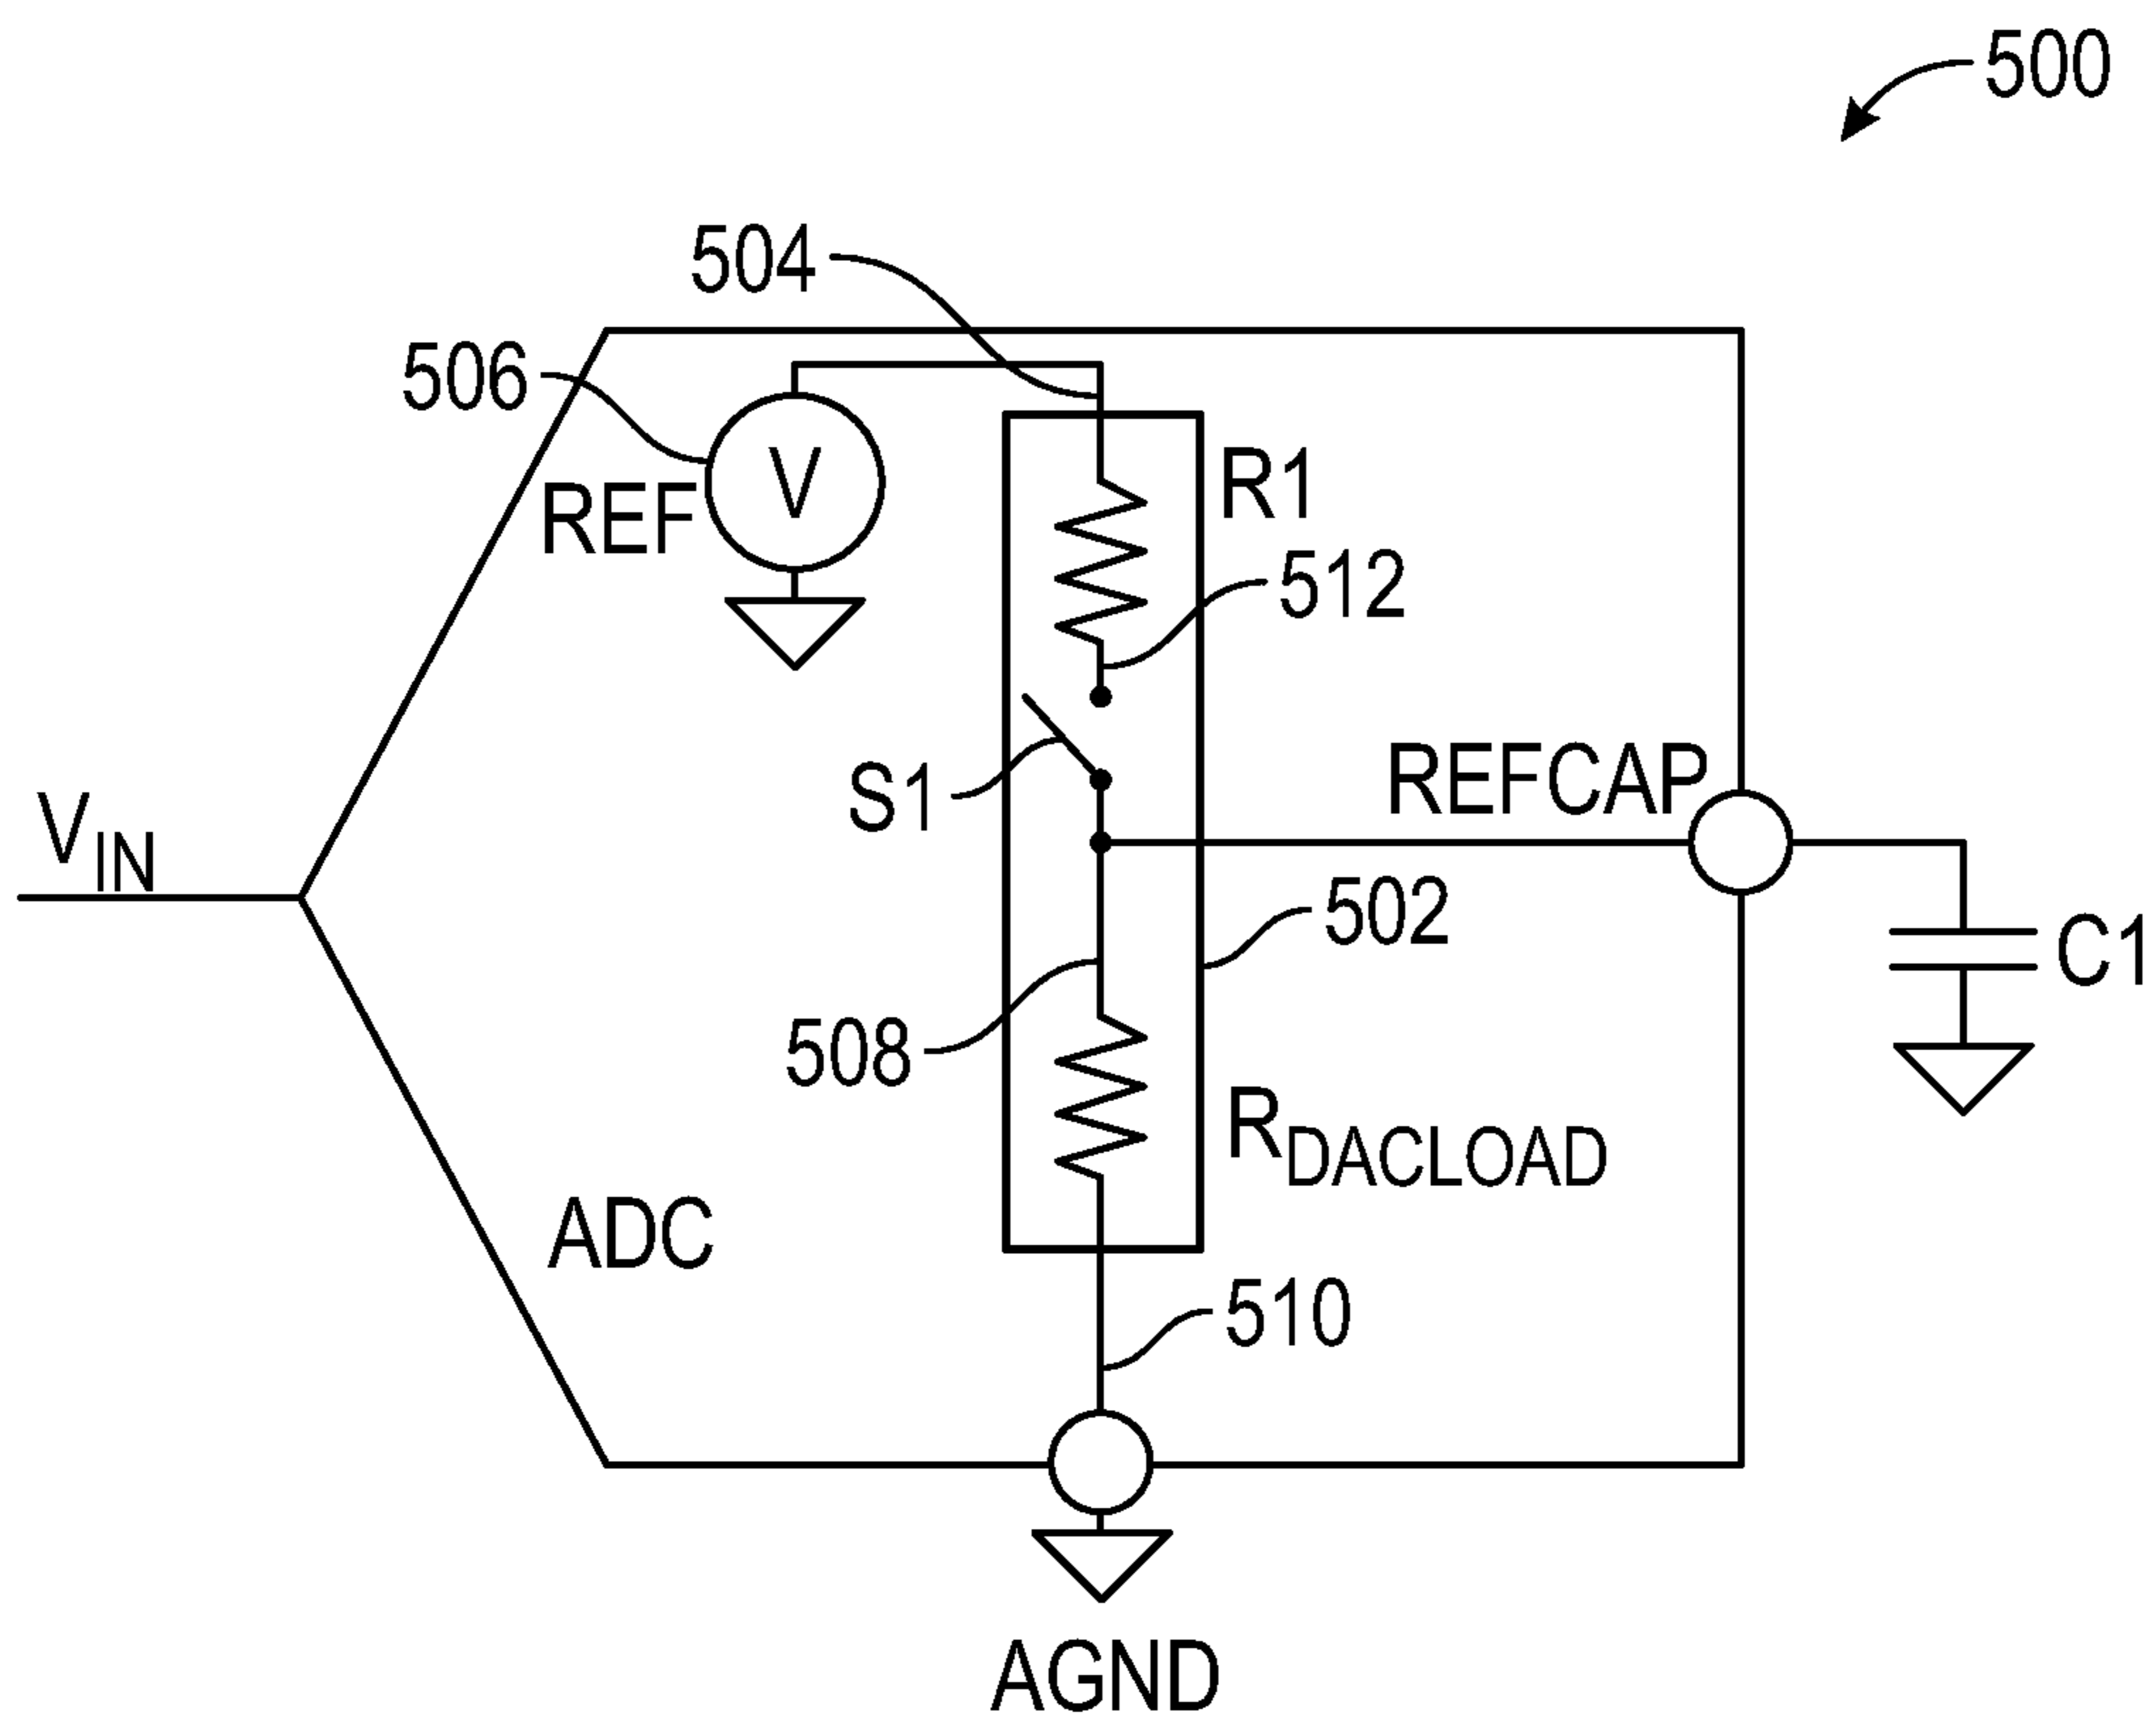 500
504
506
V
REF
R1
512
S1
REFCAP
VIN
502
C1
508
RDACLOAD
ADC
510
AGND